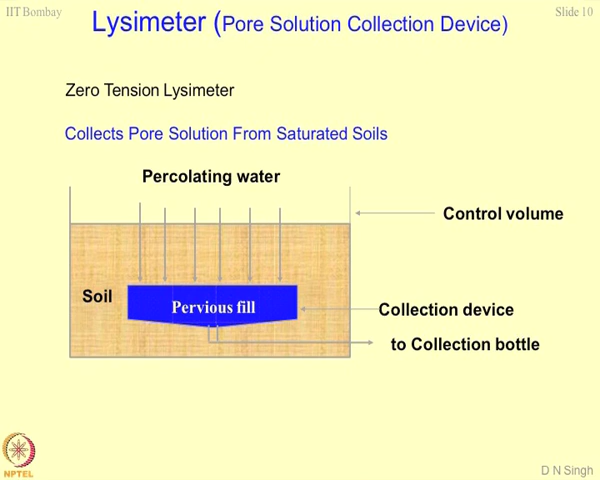 IIT Bombay
Slide 10
Lysimeter (Pore Solution Collection Device)
Zero Tension Lysimeter
Collects Pore Solution From Saturated Soils
Percolating water
Control volume
Soil
Pervious fill
Collection device
to Collection bottle
NPTEL
D N Singh